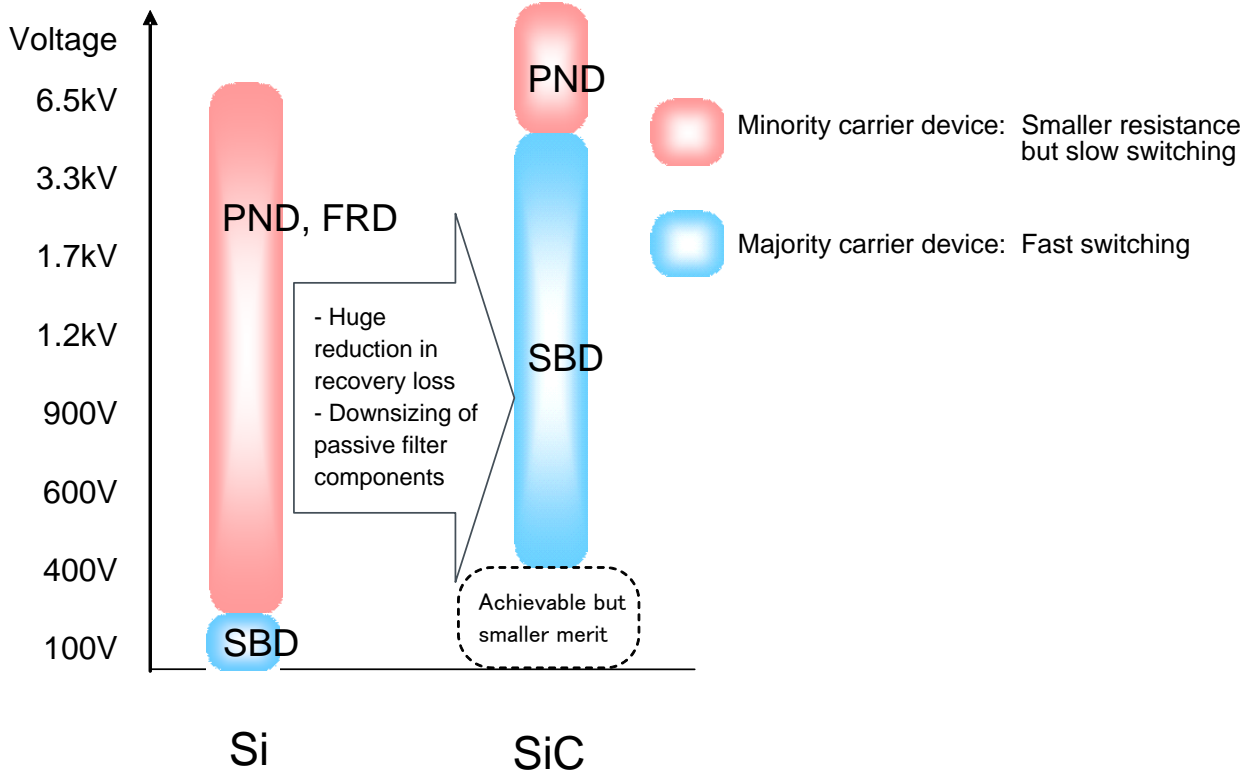 Voltage
6.5kV
3.3kV
1.7kV
1.2kV
900V
600V
400V
100V
PND, FRD
SBD
- Huge
reduction in
recovery loss
- Downsizing of
passive filter
components
PND
SBD
Achievable but
smaller merit
Si
SiC
Minority carrier device: Smaller resistance
but slow switching
Majority carrier device: Fast switching